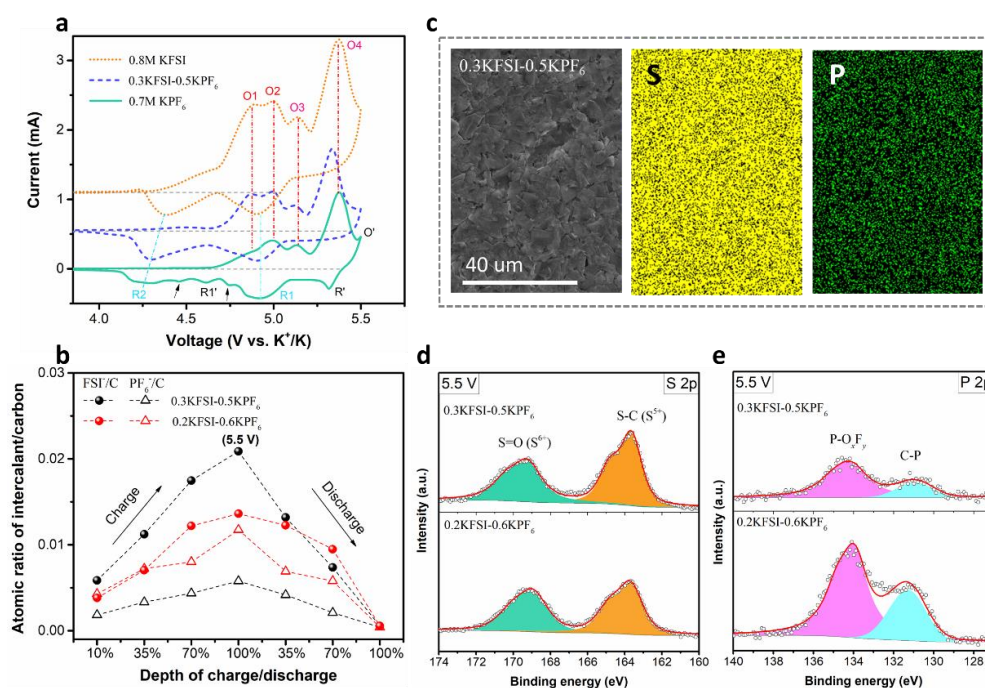 a
0.8M KFSI
0.3KFSI-0.5KPF₆
0.7M KPF₆
O1
O2
O3
O4
O'
R2
R1'
R1
R'
3
2
1
0
Current (mA)
4.0
4.5
5.0
5.5
Voltage (V vs. K⁺/K)
b
FSI⁻/C
PF₆⁻/C
0.3KFSI-0.5KPF₆
0.2KFSI-0.6KPF₆
(5.5 V)
Charge
Discharge
0.03
0.02
0.01
0.00
Atomic ratio of intercalant/carbon
10% 35% 70% 100% 35% 70% 100%
Depth of charge/discharge
c
0.3KFSI-0.5KPF₆
40 um
S
P
d
5.5 V
S 2p
0.3KFSI-0.5KPF₆
S=O (S⁶⁺)
S-C (S⁵⁺)
0.2KFSI-0.6KPF₆
Intensity (a.u.)
174 172 170 168 166 164 162 160
Binding energy (eV)
e
5.5 V
P 2p
0.3KFSI-0.5KPF₆
P-OₓFᵧ
C-P
0.2KFSI-0.6KPF₆
Intensity (a.u.)
140 138 136 134 132 130 128 12
Binding energy (eV)